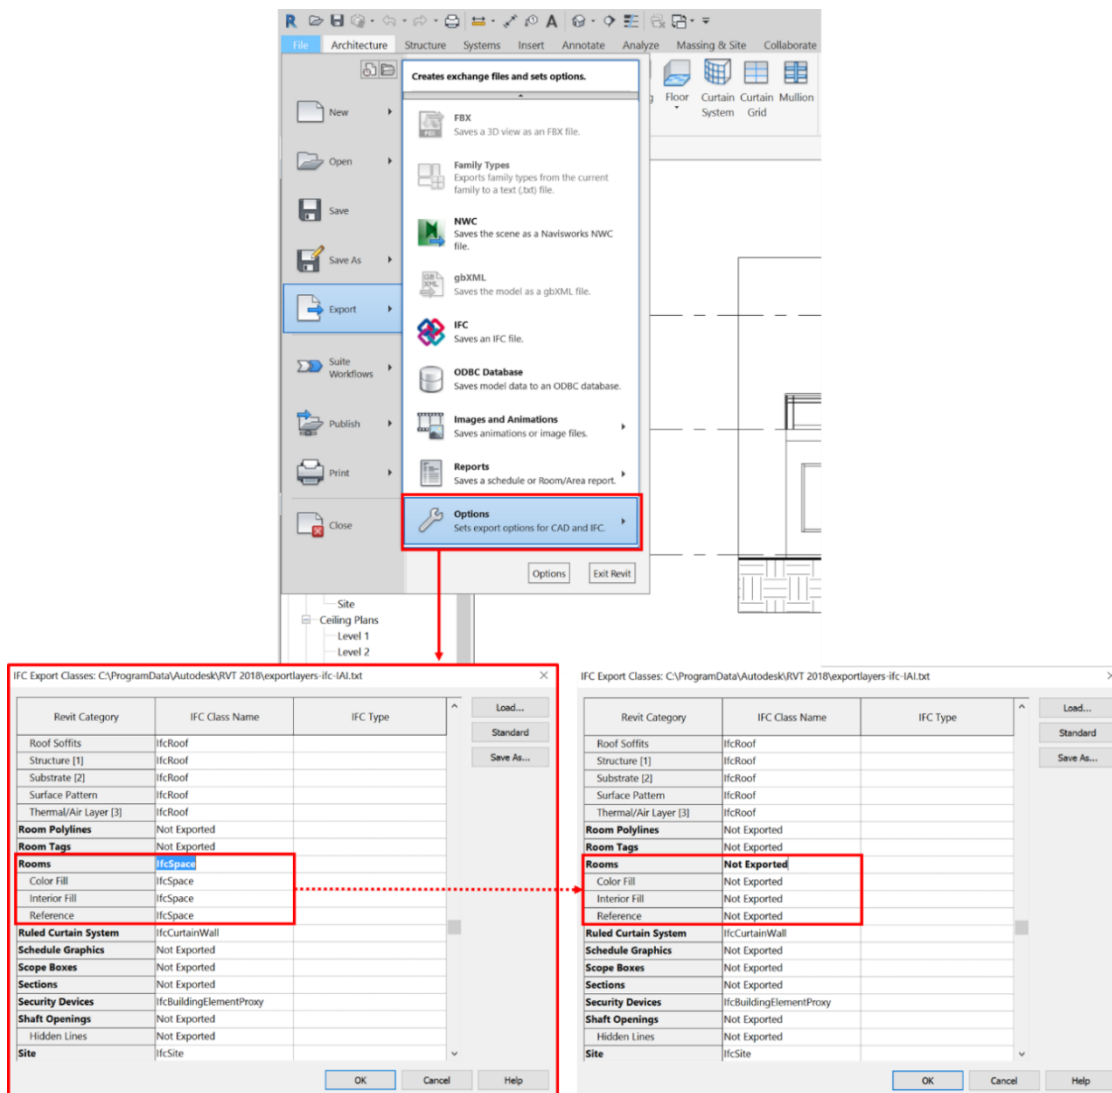 File Architecture Structure Systems Insert Annotate Analyze Massing & Site Collaborate
Creates exchange files and sets options.
New
Open
Save
Save As
Export
Suite
Workflows
Publish
Print
Close
FBX
Saves a 3D view as an FBX file.
Family Types
Exports family types from the current
family to a text (.txt) file.
NWC
Saves the scene as a Navisworks NWC
file.
gbXML
Saves the model as a gbXML file.
IFC
Saves an IFC file.
ODBC Database
Saves model data to an ODBC database.
Images and Animations
Saves animations or image files.
Reports
Saves a schedule or Room/Area report.
Options
Sets export options for CAD and IFC.
Options Exit Revit
g Floor Curtain Curtain Mullion
System Grid
Site
Ceiling Plans
Level 1
Level 2
IFC Export Classes: C:\ProgramData\Autodesk\RVT 2018\exportlayers-ifc-IAI.txt
Revit Category IFC Class Name IFC Type
Roof Soffits IfcRoof
Structure [1] IfcRoof
Substrate [2] IfcRoof
Surface Pattern IfcRoof
Thermal/Air Layer [3] IfcRoof
Room Polylines Not Exported
Room Tags Not Exported
Rooms IfcSpace
Color Fill IfcSpace
Interior Fill IfcSpace
Reference IfcSpace
Ruled Curtain System IfcCurtainWall
Schedule Graphics Not Exported
Scope Boxes Not Exported
Sections Not Exported
Security Devices IfcBuildingElementProxy
Shaft Openings Not Exported
Hidden Lines Not Exported
Site IfcSite
Load...
Standard
Save As...
OK Cancel Help
IFC Export Classes: C:\ProgramData\Autodesk\RVT 2018\exportlayers-ifc-IAI.txt
Revit Category IFC Class Name IFC Type
Roof Soffits IfcRoof
Structure [1] IfcRoof
Substrate [2] IfcRoof
Surface Pattern IfcRoof
Thermal/Air Layer [3] IfcRoof
Room Polylines Not Exported
Room Tags Not Exported
Rooms Not Exported
Color Fill Not Exported
Interior Fill Not Exported
Reference Not Exported
Ruled Curtain System IfcCurtainWall
Schedule Graphics Not Exported
Scope Boxes Not Exported
Sections Not Exported
Security Devices IfcBuildingElementProxy
Shaft Openings Not Exported
Hidden Lines Not Exported
Site IfcSite
Load...
Standard
Save As...
OK Cancel Help